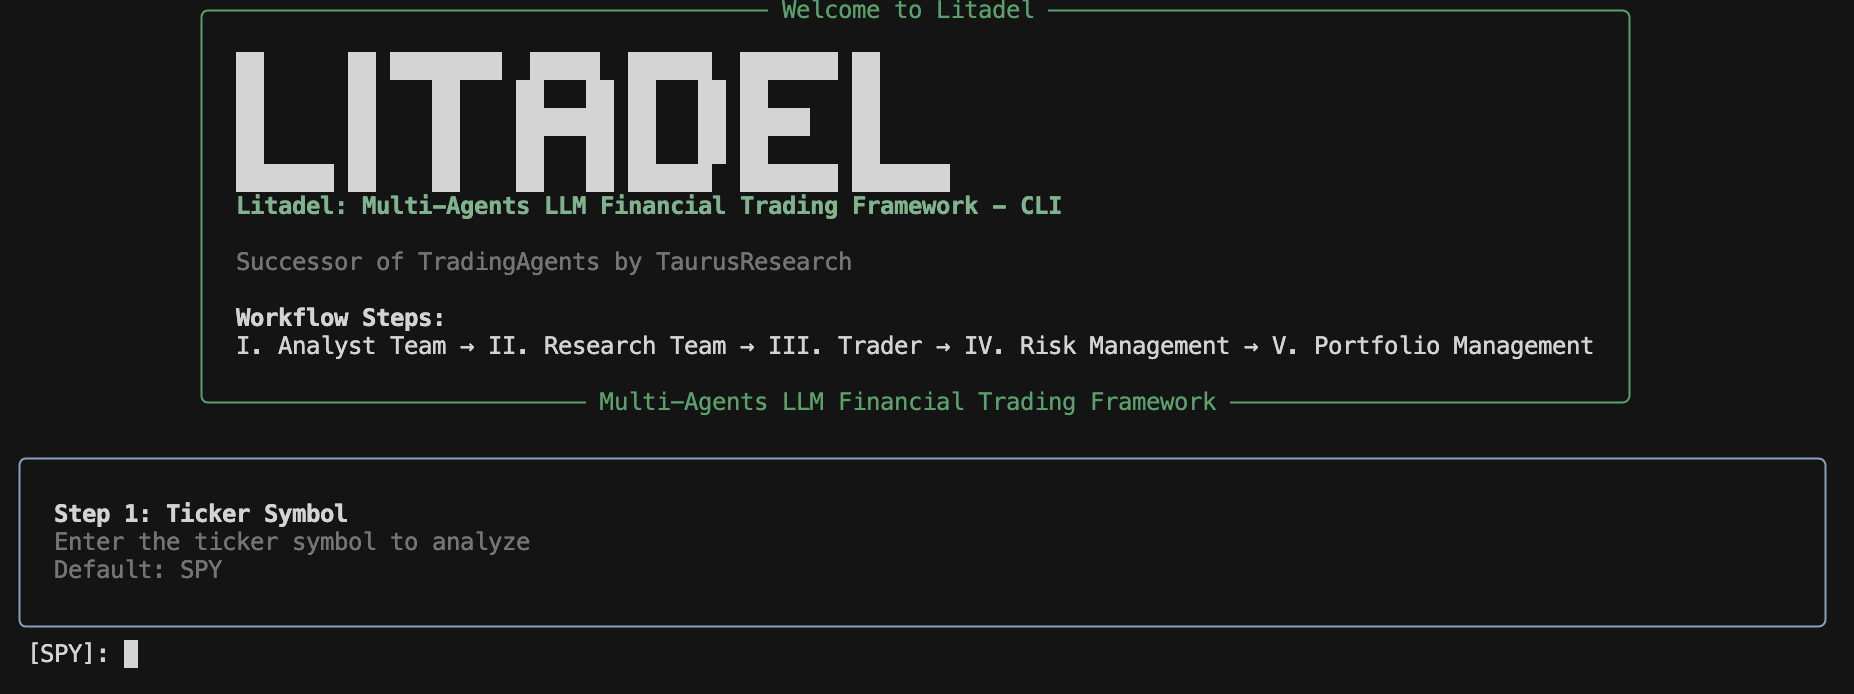 Welcome to Litadel
LITADEL
Litadel: Multi-Agents LLM Financial Trading Framework - CLI
Successor of TradingAgents by TaurusResearch
Workflow Steps:
I. Analyst Team → II. Research Team → III. Trader → IV. Risk Management → V. Portfolio Management
Multi-Agents LLM Financial Trading Framework
Step 1: Ticker Symbol
Enter the ticker symbol to analyze
Default: SPY
[SPY]: